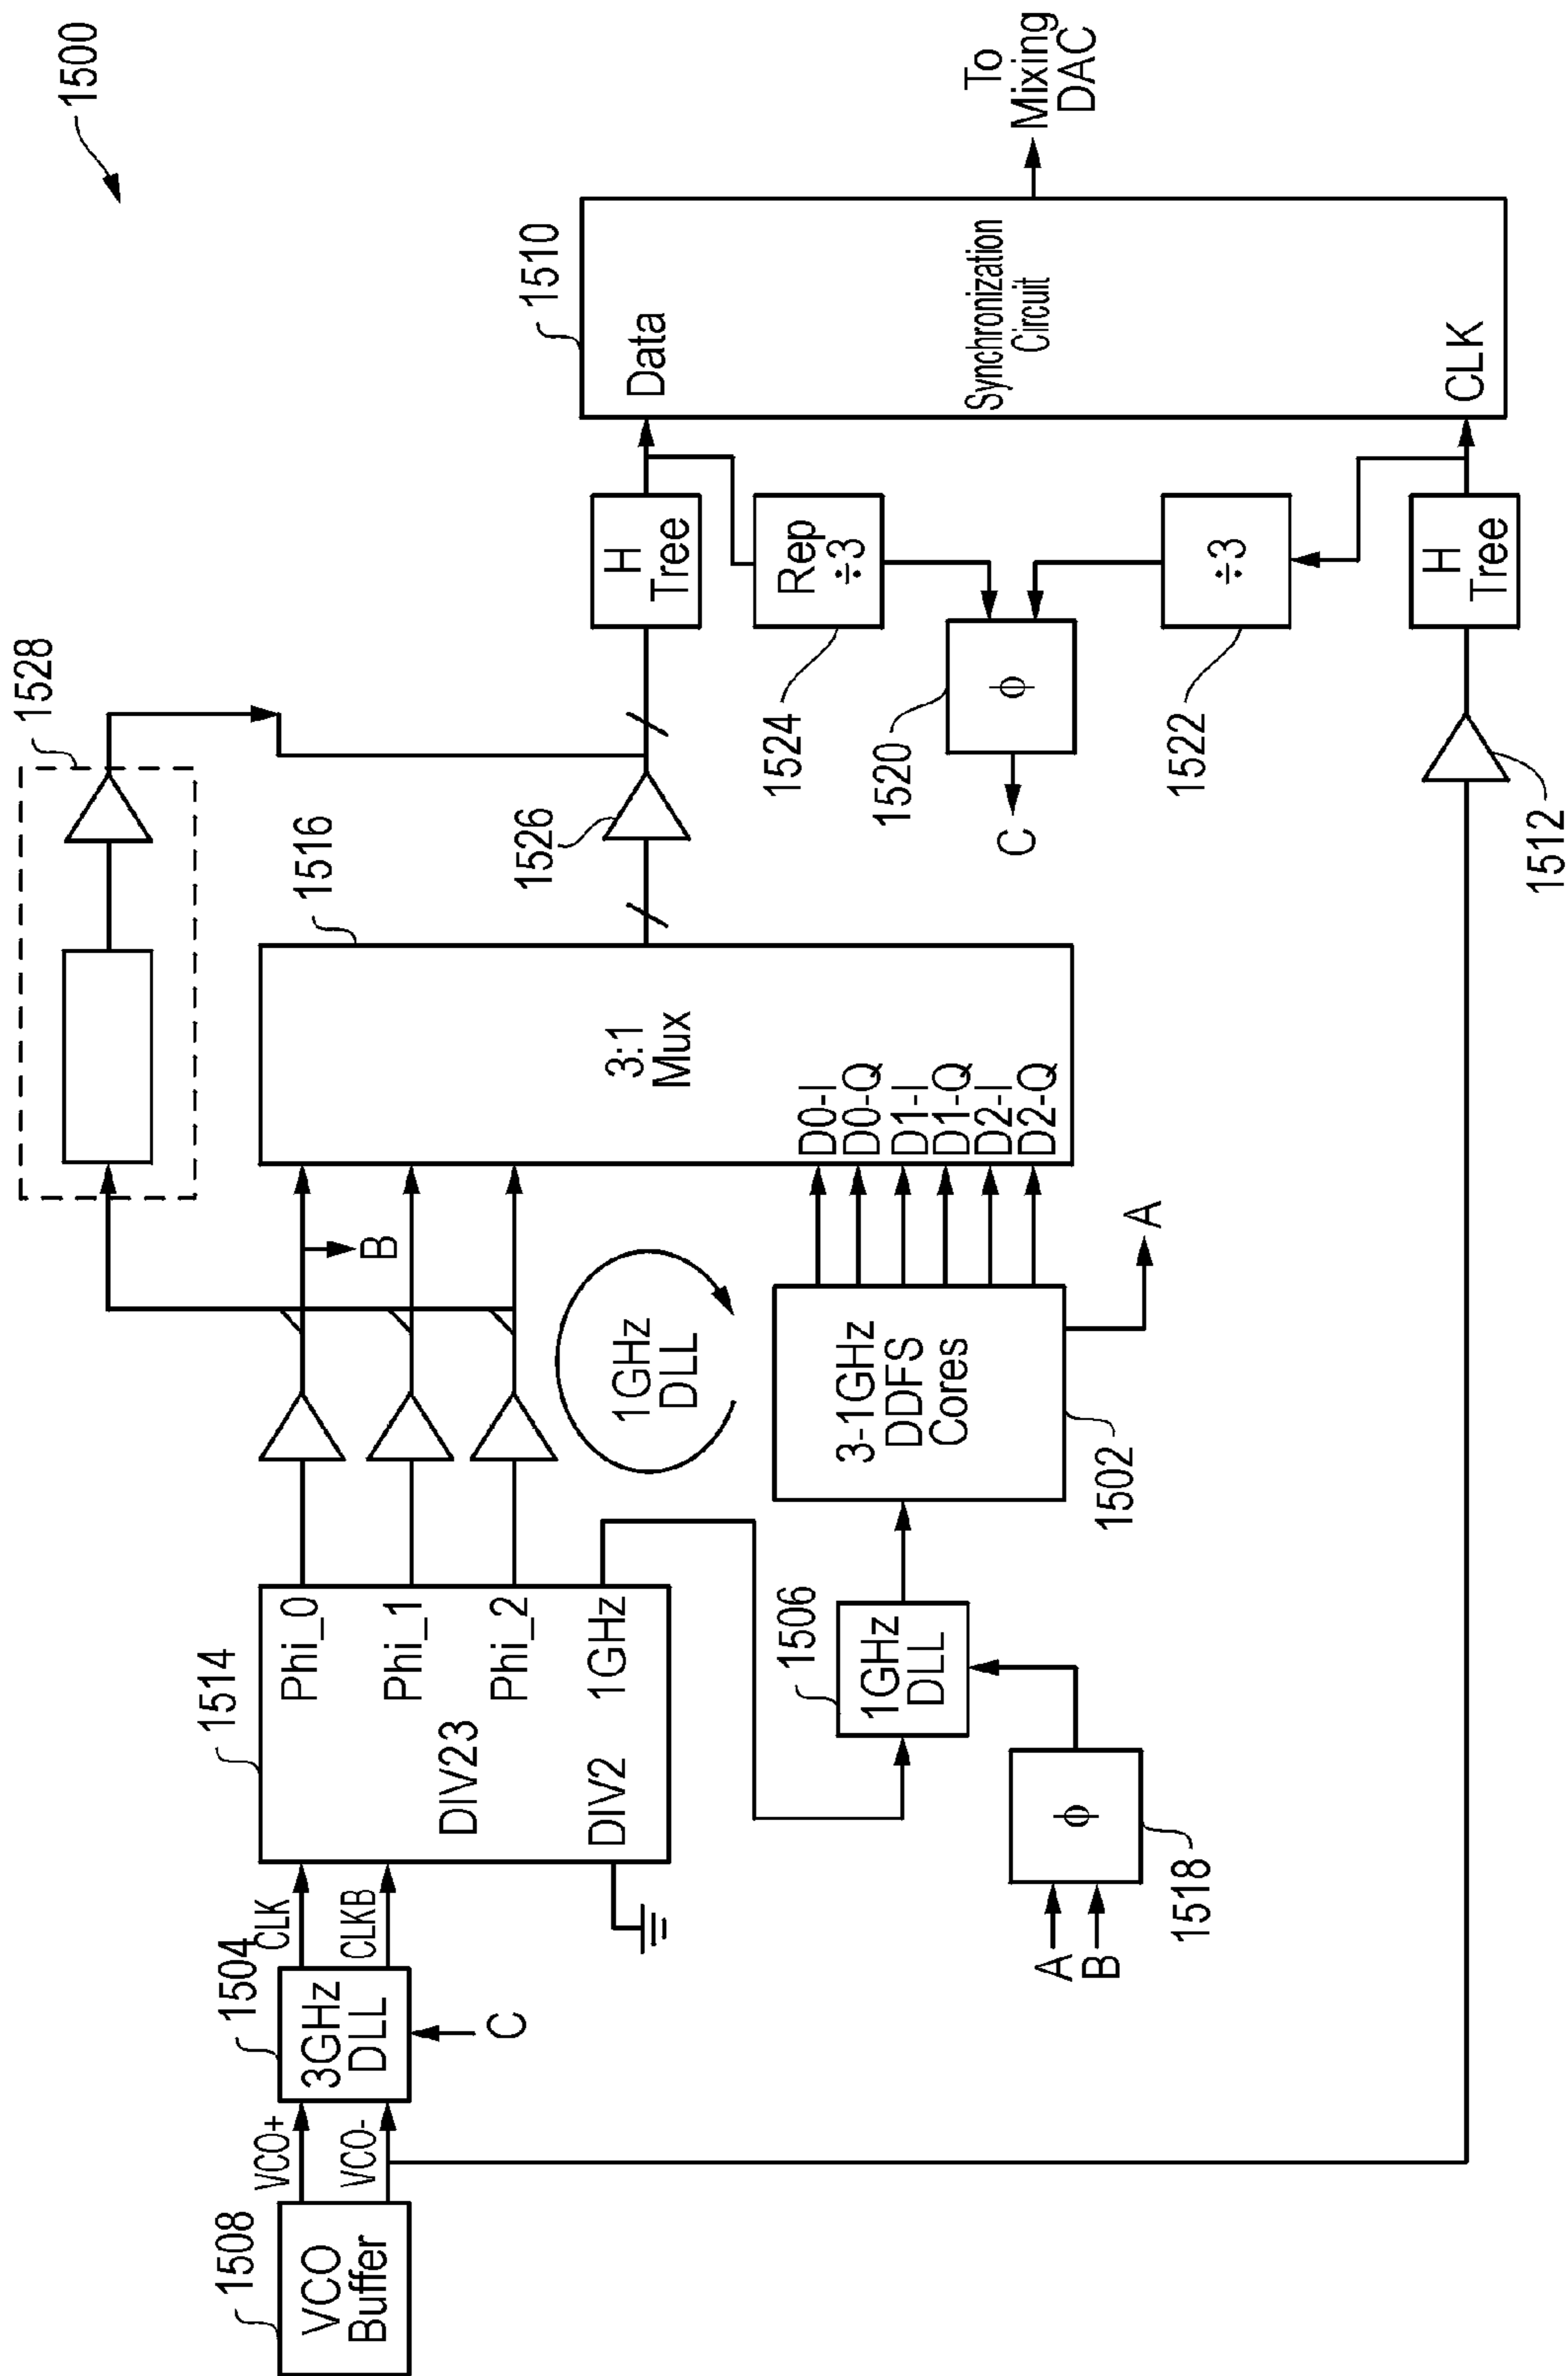 1500
1508
VCO
Buffer
VCO+
VCO-
1504
3GHz
DLL
C
CLK
CLKB
1514
Phi_0
Phi_1
Phi_2
DIV23
DIV2
1GHz
B
1GHz
DLL
1528
1516
3:1
Mux
D0-I
D0-Q
D1-I
D1-Q
D2-I
D2-Q
1506
1GHz
DLL
A
B
ϕ
1518
3-1GHz
DDFS
Cores
1502
A
1526
H
Tree
Rep
÷3
1524
ϕ
1520
C
÷3
1522
H
Tree
1512
1510
Data
Synchronization
Circuit
CLK
To
Mixing
DAC